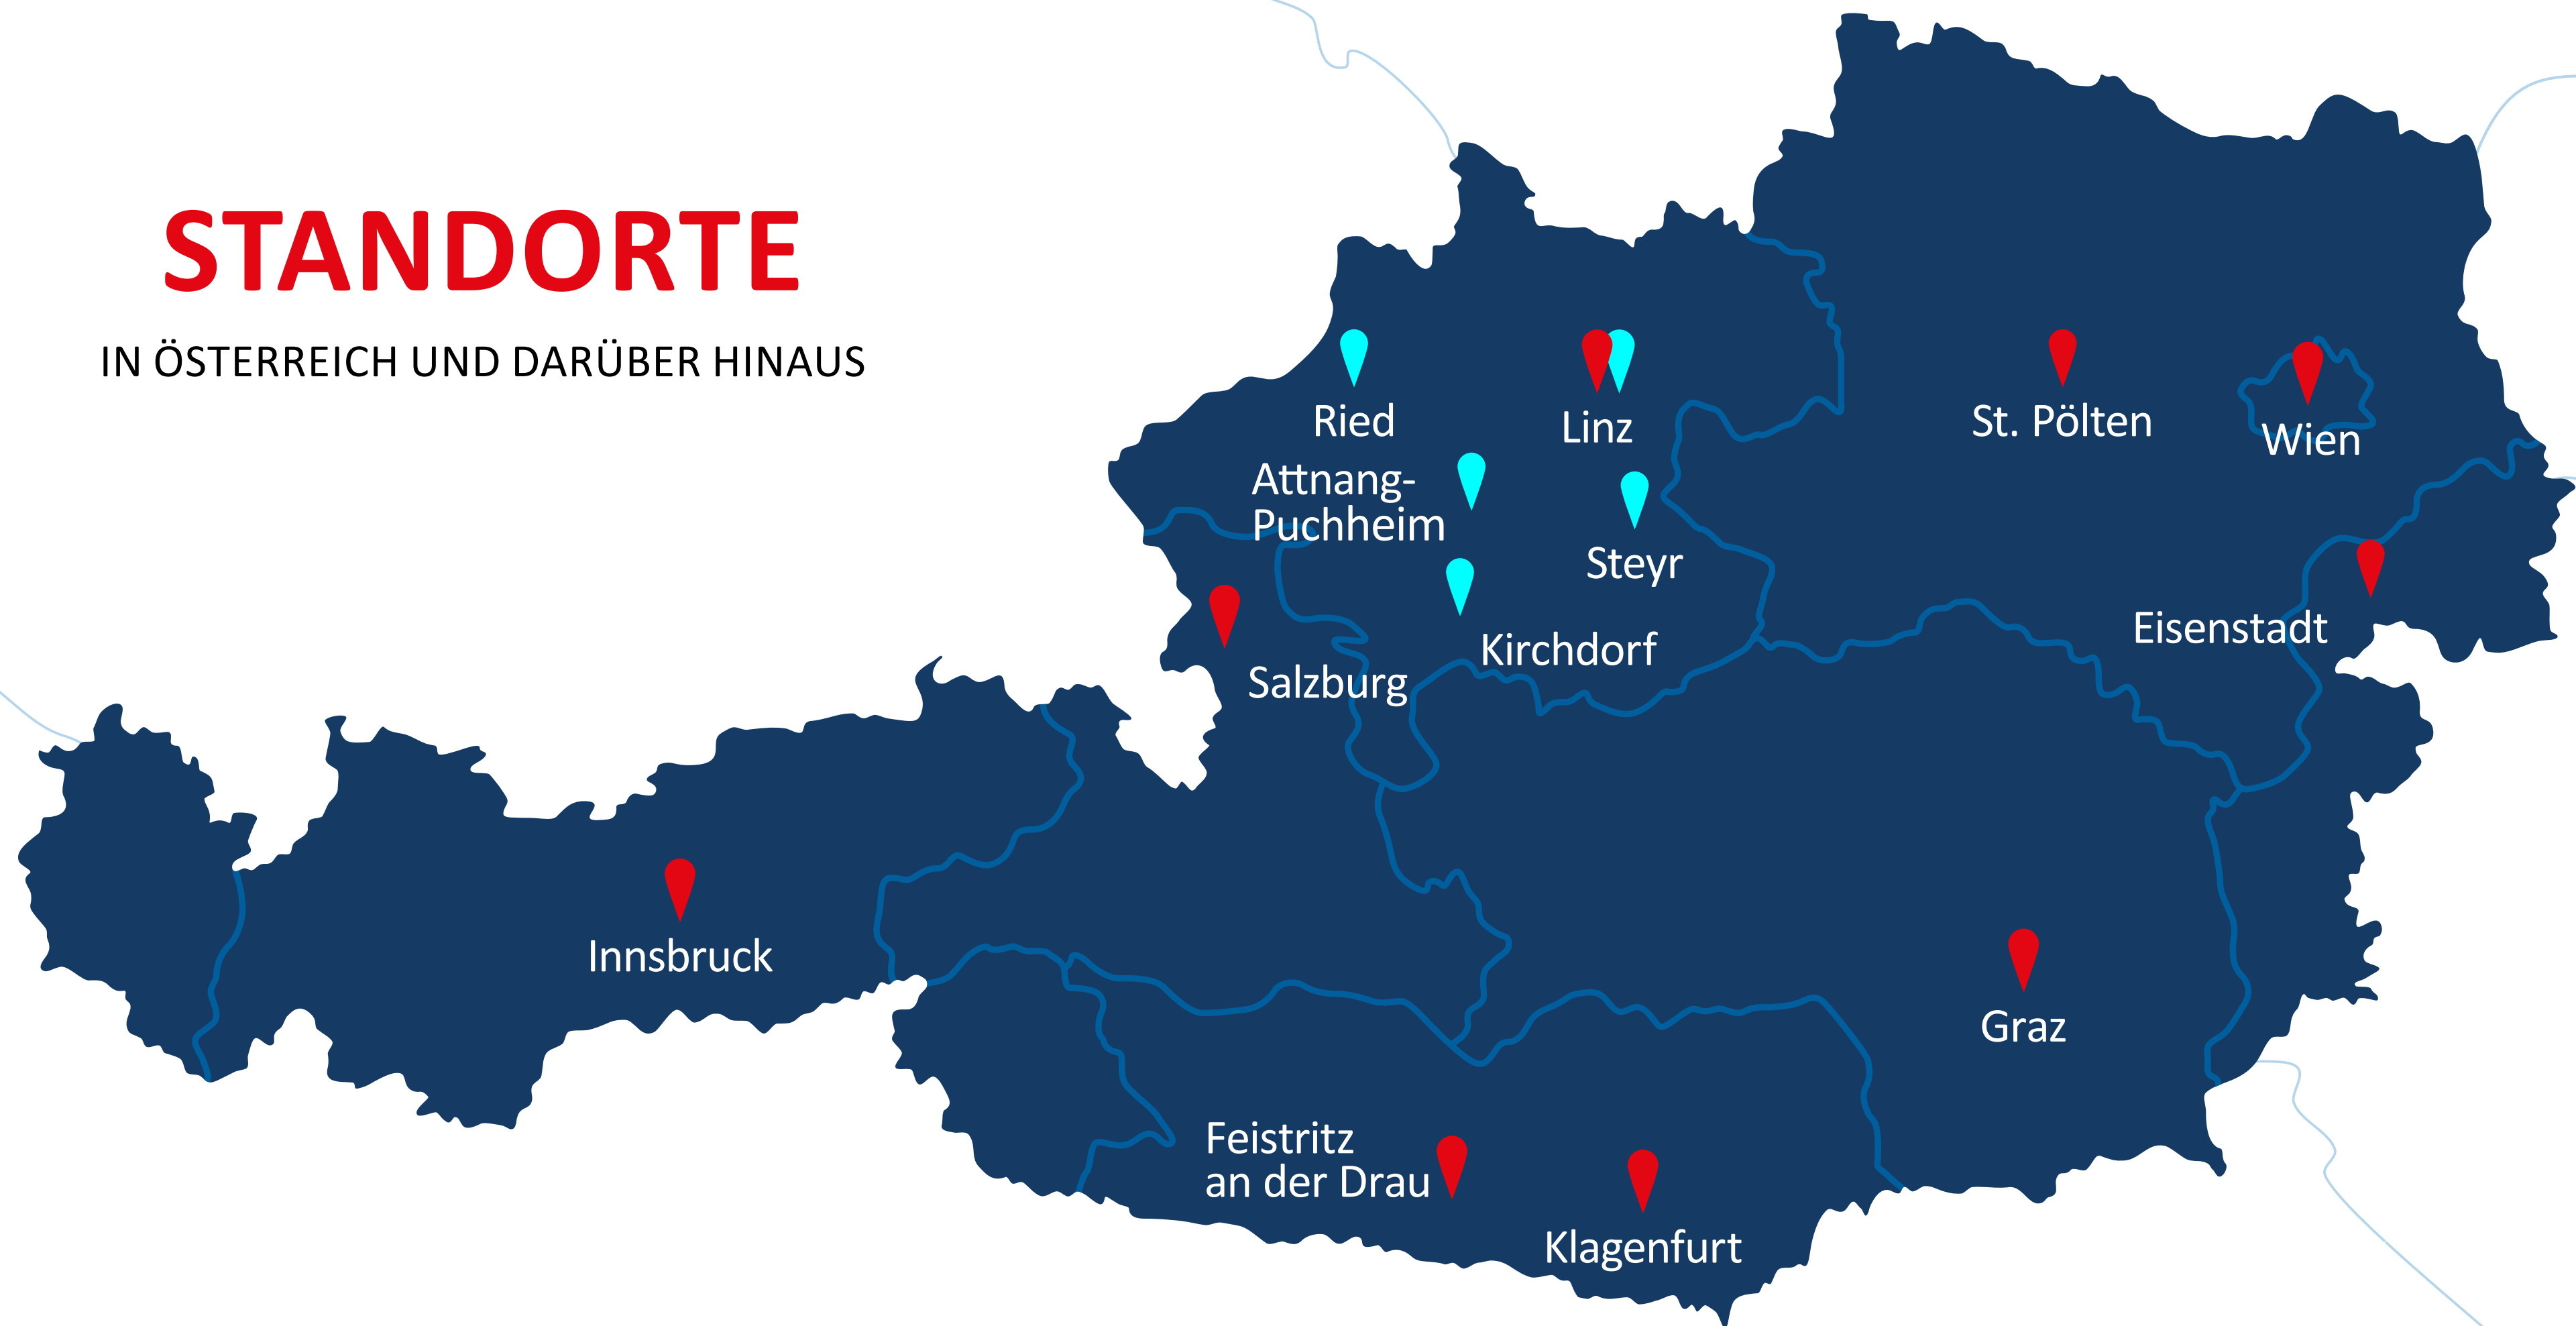 STANDORTE
IN ÖSTERREICH UND DARÜBER HINAUS
Ried
Linz
St. Pölten
Wien
Attnang-
Puchheim
Steyr
Eisenstadt
Kirchdorf
Salzburg
Innsbruck
Graz
Feistritz
an der Drau
Klagenfurt